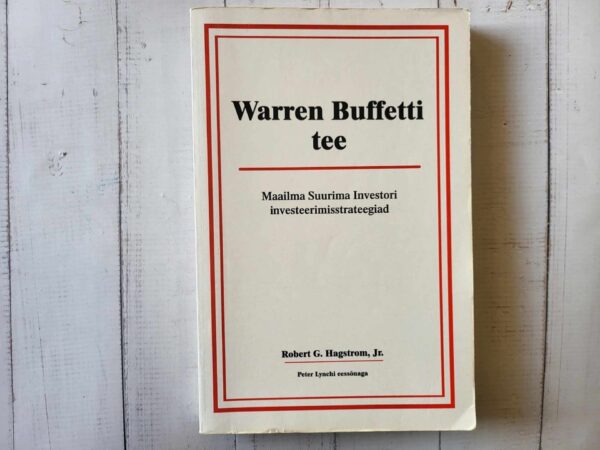 Warren Buffetti
tee
Maailma Suurima Investori
investeerimisstrateegiad
Robert G. Hagstrom, Jr.
Peter Lynchi eessõnaga